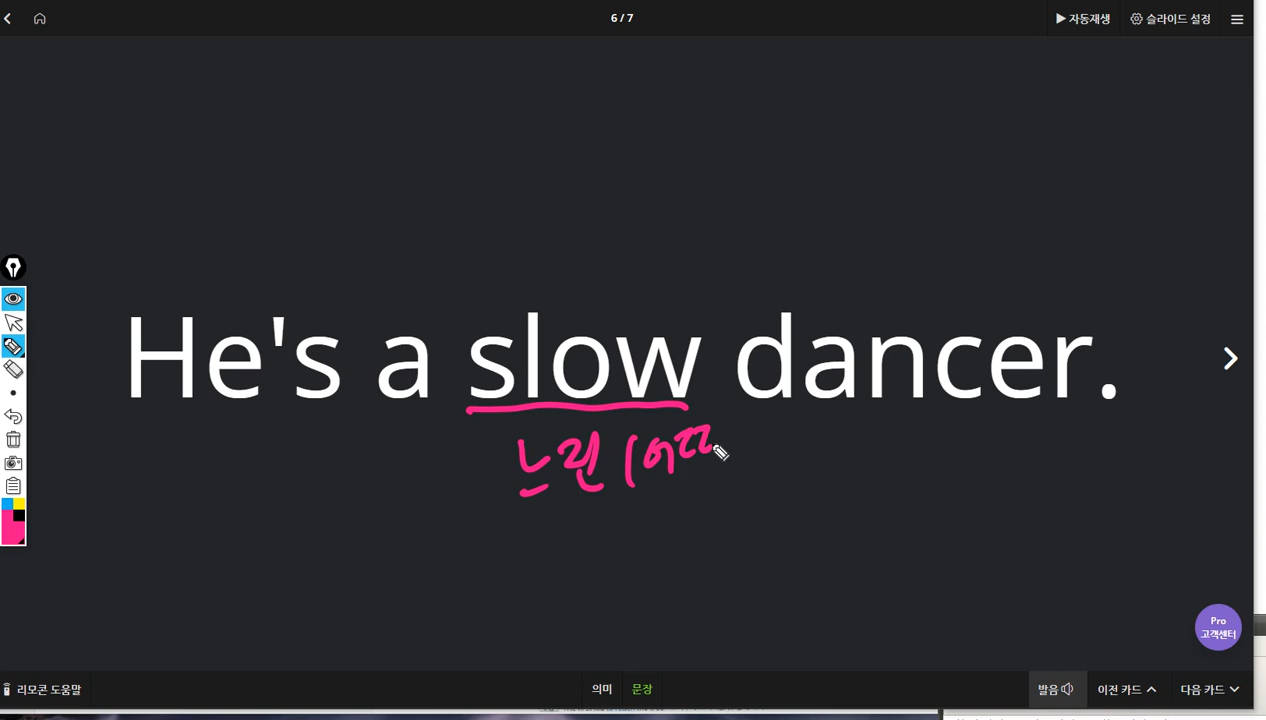 6 / 7
자동재생
슬라이드 설정
He's a slow dancer.
느린 (어떠
Pro
고객센터
리모콘 도움말
의미
문장
발음
이전 카드
다음 카드